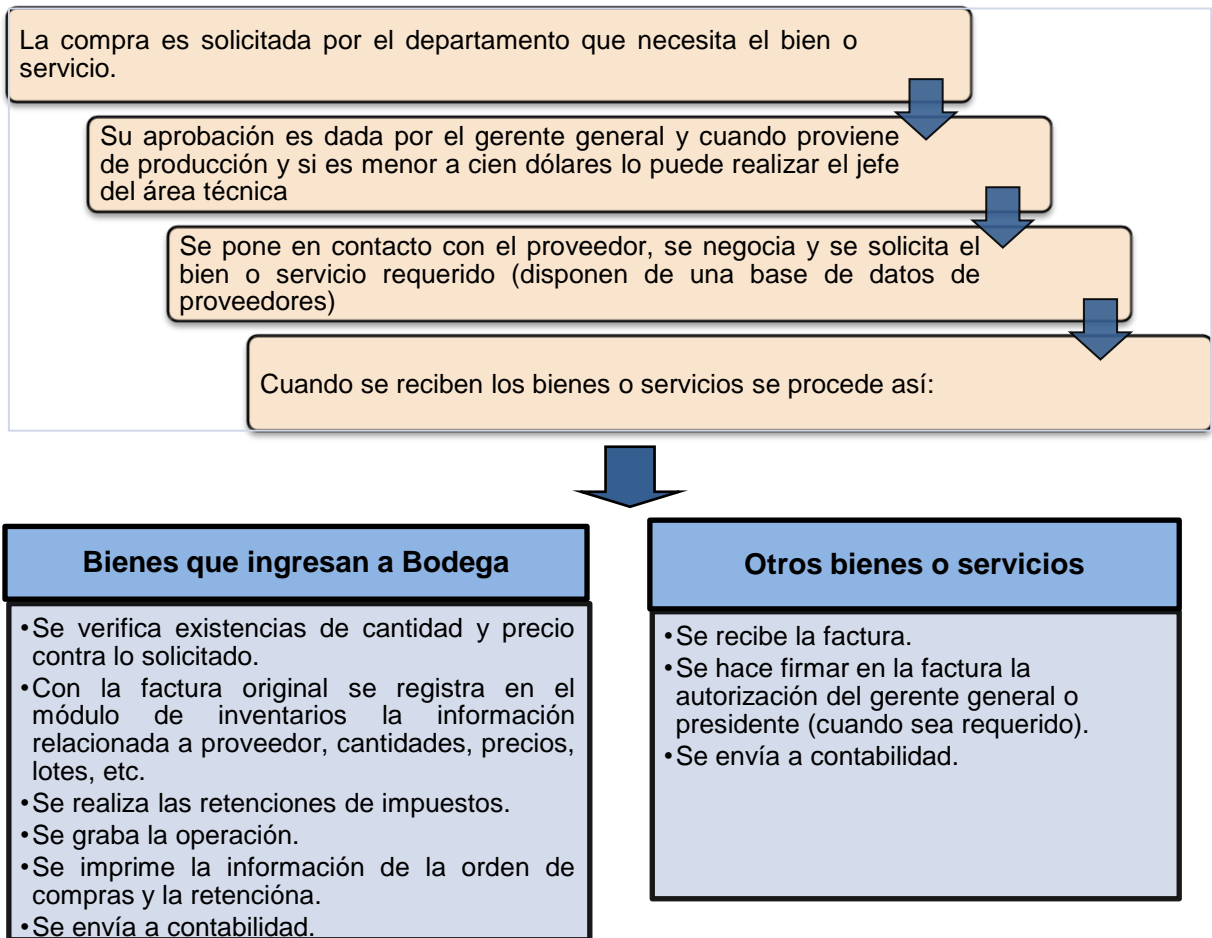 La compra es solicitada por el departamento que necesita el bien o
servicio.
Su aprobación es dada por el gerente general y cuando proviene
de producción y si es menor a cien dólares lo puede realizar el jefe
del área técnica
Se pone en contacto con el proveedor, se negocia y se solicita el
bien o servicio requerido (disponen de una base de datos de
proveedores)
Cuando se reciben los bienes o servicios se procede así:
Bienes que ingresan a Bodega
•Se verifica existencias de cantidad y precio
contra lo solicitado.
•Con la factura original se registra en el
módulo de inventarios la información
relacionada a proveedor, cantidades, precios,
lotes, etc.
•Se realiza las retenciones de impuestos.
•Se graba la operación.
•Se imprime la información de la orden de
compras y la retencióna.
•Se envía a contabilidad.
Otros bienes o servicios
•Se recibe la factura.
•Se hace firmar en la factura la
autorización del gerente general o
presidente (cuando sea requerido).
•Se envía a contabilidad.